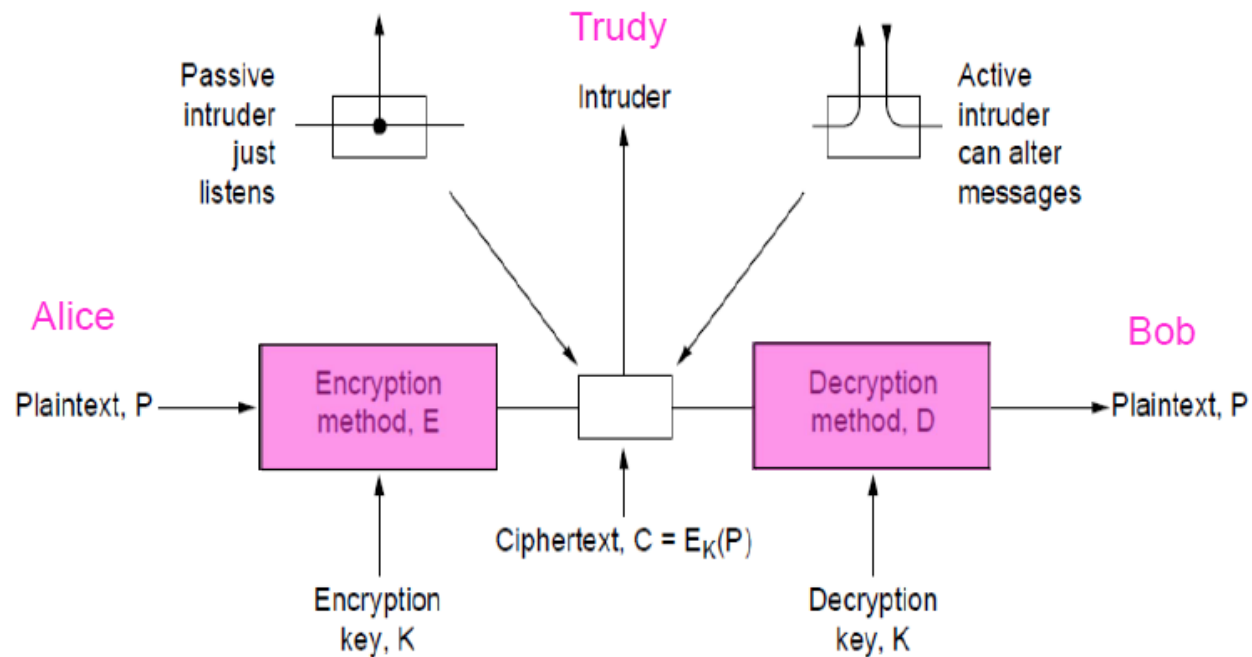 Trudy
Passive
intruder
just
listens
Intruder
Active
intruder
can alter
messages
Alice
Bob
Plaintext, P
Encryption
method, E
Decryption
method, D
Plaintext, P
Ciphertext, C = E_K(P)
Encryption
key, K
Decryption
key, K